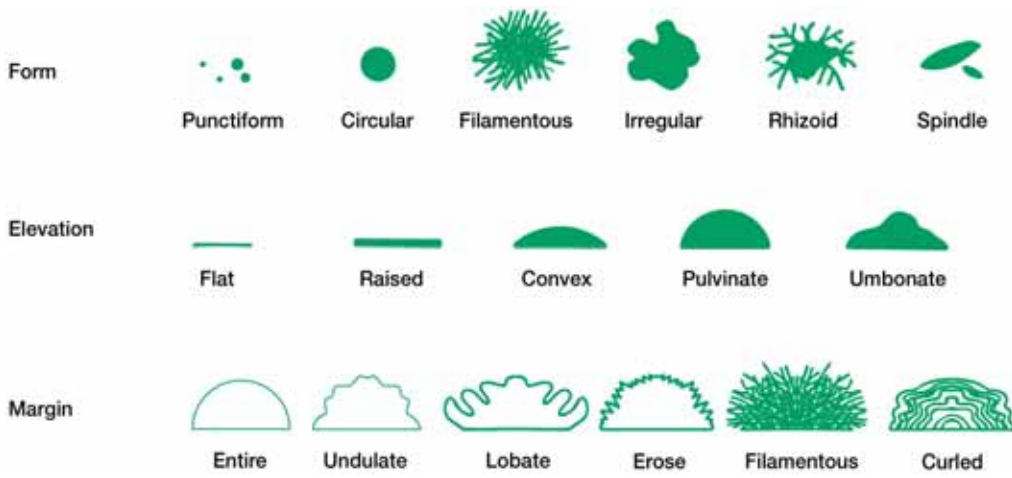 Form
Punctiform Circular Filamentous Irregular Rhizoid Spindle
Elevation
Flat Raised Convex Pulvinate Umbonate
Margin
Entire Undulate Lobate Erose Filamentous Curled